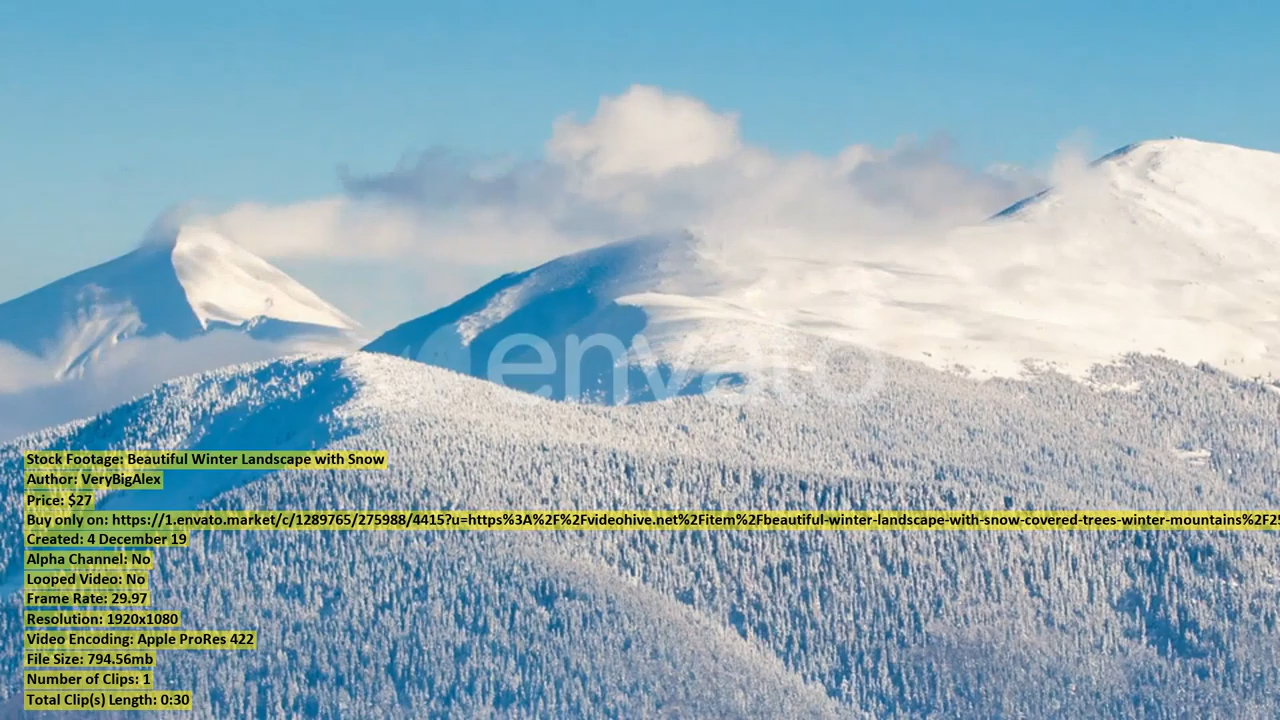 envato
Stock Footage: Beautiful Winter Landscape with Snow
Author: VeryBigAlex
Price: $27
Buy only on: https://1.envato.market/c/1289765/275988/4415?u=https%3A%2F%2Fvideohive.net%2Fitem%2Fbeautiful-winter-landscape-with-snow-covered-trees-winter-mountains%2F2
Created: 4 December 19
Alpha Channel: No
Looped Video: No
Frame Rate: 29.97
Resolution: 1920x1080
Video Encoding: Apple ProRes 422
File Size: 794.56mb
Number of Clips: 1
Total Clip(s) Length: 0:30